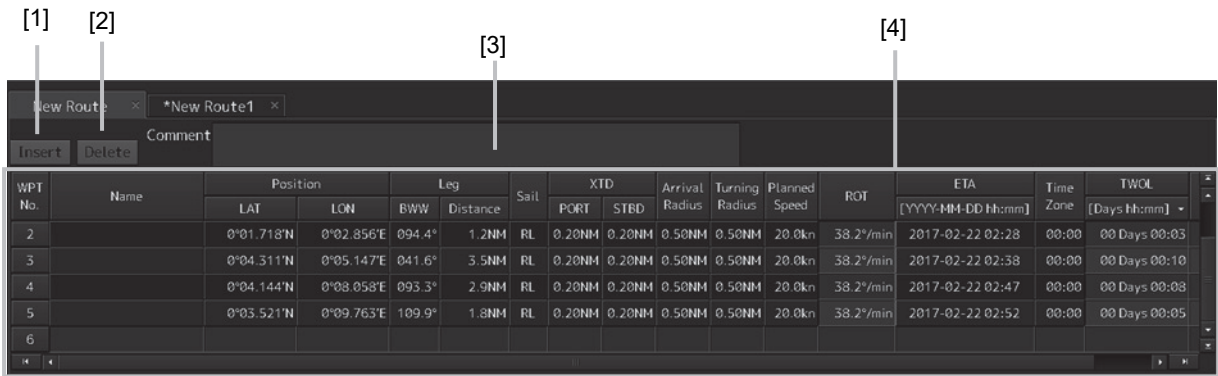 [1] [2] [3] [4]
New Route × *New Route1 ×
Insert Delete Comment
WPT No. Name Position Leg Sail XTD Arrival Radius Turning Radius Planned Speed ROT ETA Time Zone TWOL
LAT LON BWW Distance PORT STBD [YYYY-MM-DD hh:mm] [Days hh:mm]
2 0°01.718'N 0°02.856'E 094.4° 1.2NM RL 0.20NM 0.20NM 0.50NM 0.50NM 20.0kn 38.2°/min 2017-02-22 02:28 00:00 00 Days 00:03
3 0°04.311'N 0°05.147'E 041.6° 3.5NM RL 0.20NM 0.20NM 0.50NM 0.50NM 20.0kn 38.2°/min 2017-02-22 02:38 00:00 00 Days 00:10
4 0°04.144'N 0°08.058'E 093.3° 2.9NM RL 0.20NM 0.20NM 0.50NM 0.50NM 20.0kn 38.2°/min 2017-02-22 02:47 00:00 00 Days 00:08
5 0°03.521'N 0°09.763'E 109.9° 1.8NM RL 0.20NM 0.20NM 0.50NM 0.50NM 20.0kn 38.2°/min 2017-02-22 02:52 00:00 00 Days 00:05
6